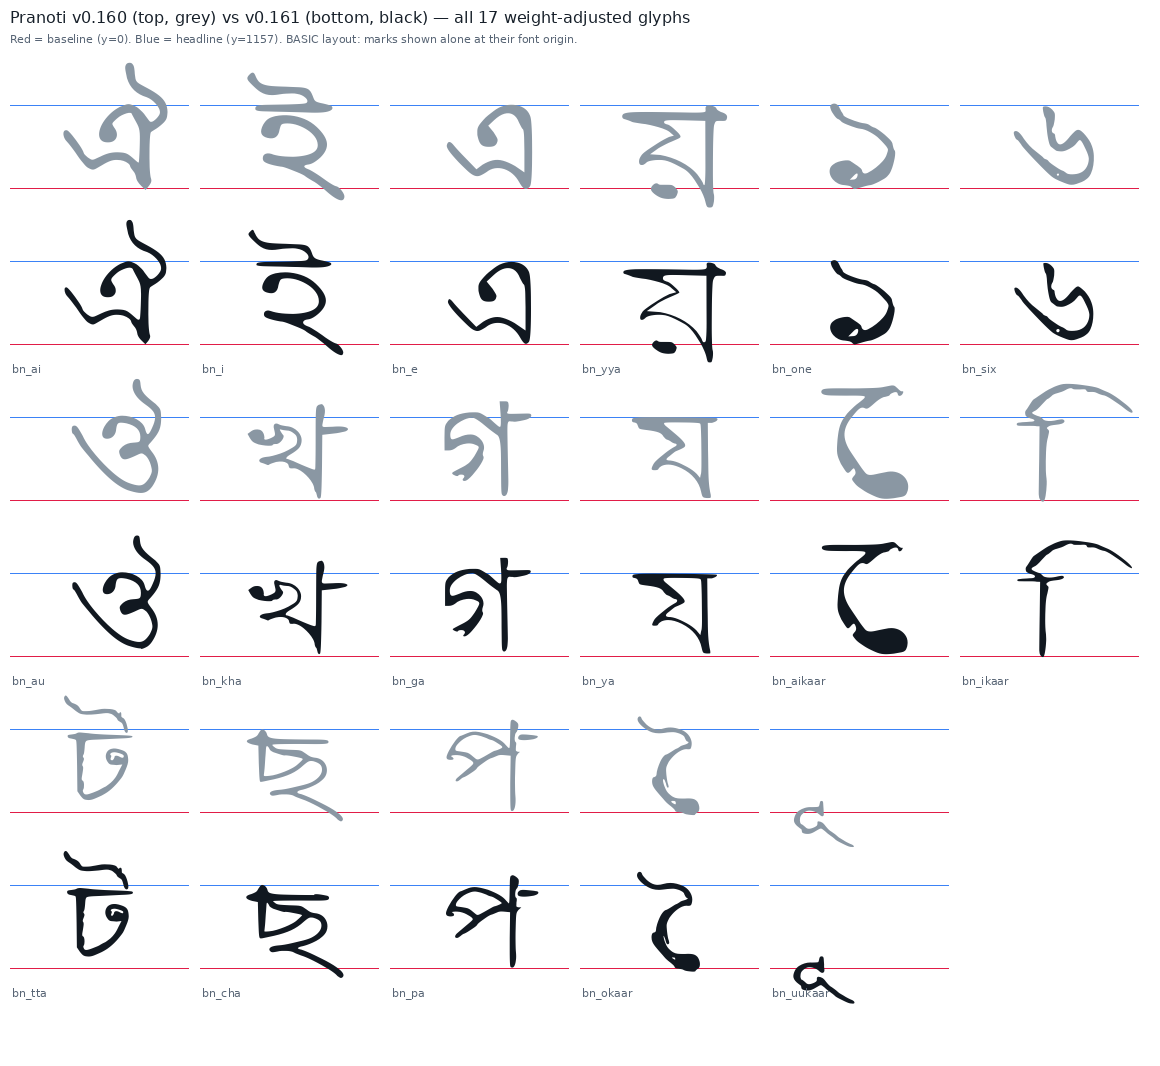 Pranoti v0.160 (top, grey) vs v0.161 (bottom, black) — all 17 weight-adjusted glyphs
Red = baseline (y=0). Blue = headline (y=1157). BASIC layout: marks shown alone at their font origin.
ঐ ই এ য় ১ ৬
ঐ ই এ য় ১ ৬
bn_ai bn_i bn_e bn_yya bn_one bn_six
ও খ গ য ি
ও খ গ য ি
bn_au bn_kha bn_ga bn_ya bn_aikaar bn_ikaar
ট ছ প
ট ছ প
bn_tta bn_cha bn_pa bn_okaar bn_uukaar